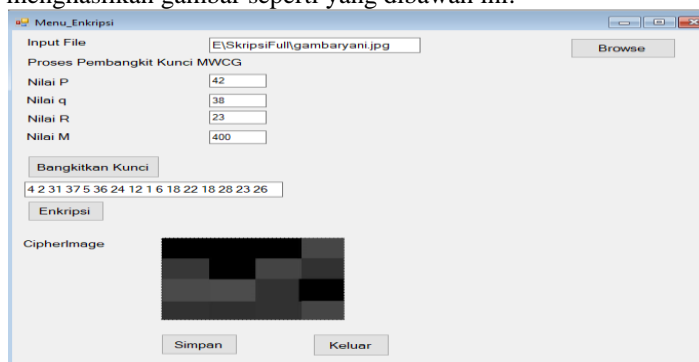 menghasilkan gambar seperti yang dibawah ini:
Menu_Enkripsi
Input File E\SkripsiFull\gambaryani.jpg Browse
Proses Pembangkit Kunci MWCG
Nilai P 42
Nilai q 38
Nilai R 23
Nilai M 400
Bangkitkan Kunci
4 2 31 37 5 36 24 12 1 6 18 22 18 28 23 26
Enkripsi
CipherImage
Simpan Keluar